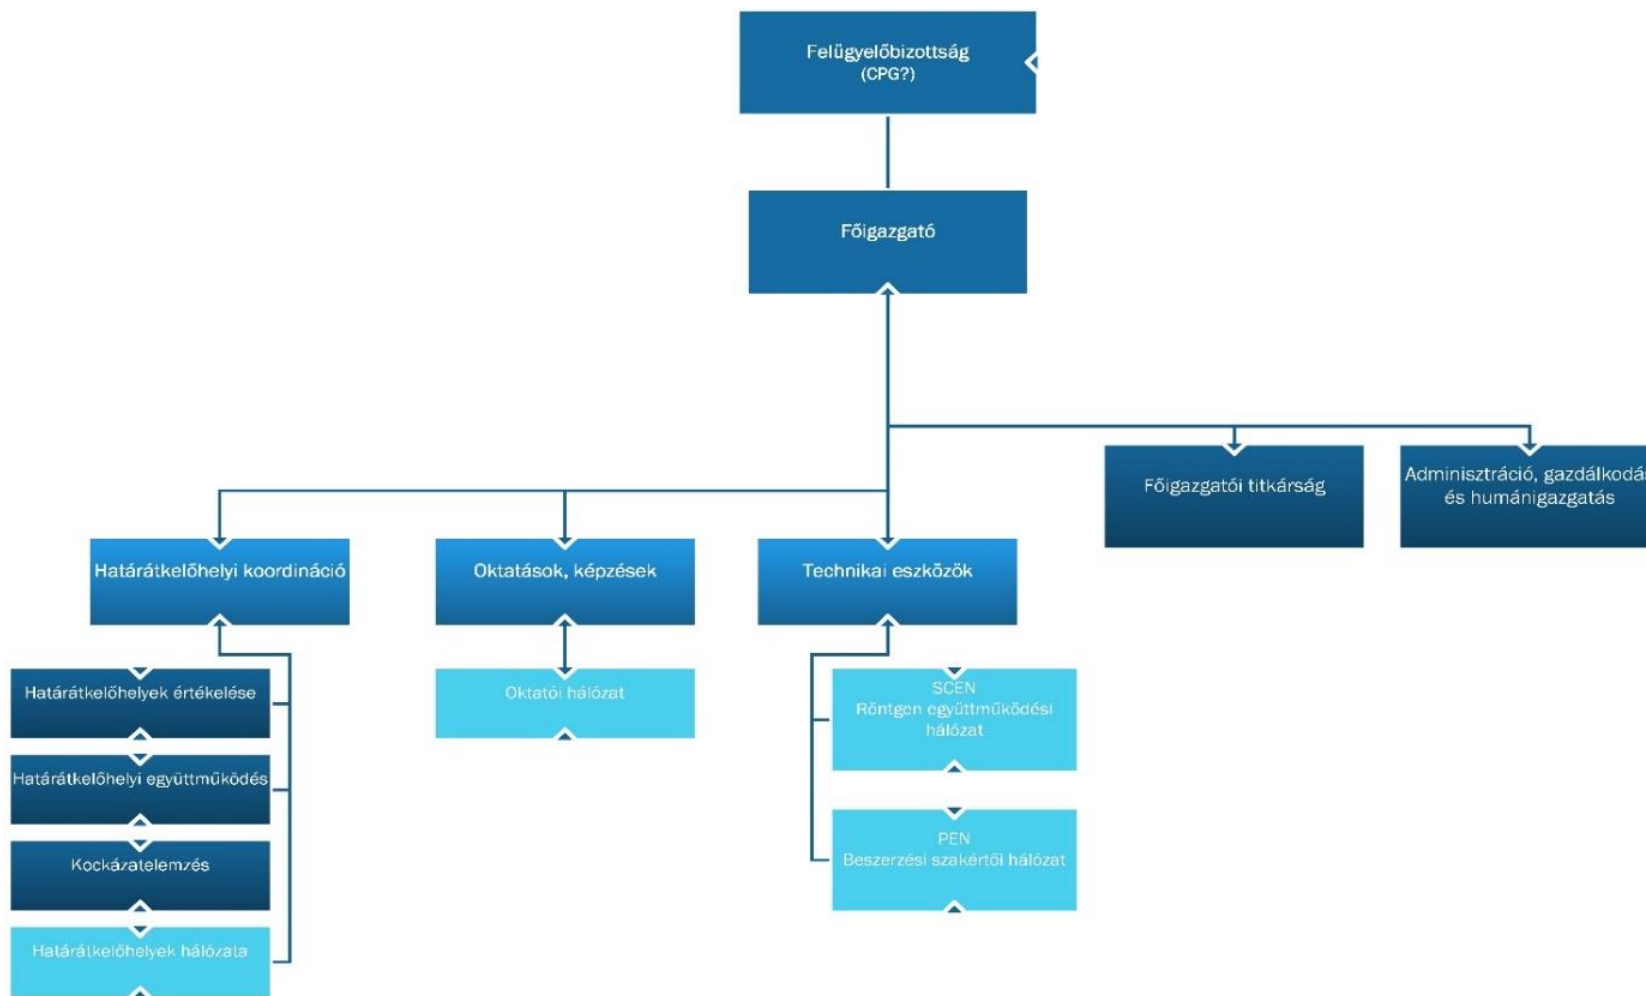 Felügyelőbizottság
(CPG?)
Főigazgató
Főigazgatói titkárság
Adminisztráció, gazdálkodás
és humánigazgatás
Határátkelőhelyi koordináció
Oktatások, képzések
Technikai eszközök
Határátkelőhelyek értékelése
Határátkelőhelyi együttműködés
Kockázatelemzés
Határátkelőhelyek hálózata
Oktatói hálózat
SCEN
Röntgen együttműködési
hálózat
PEN
Beszerzési szakértői hálózat